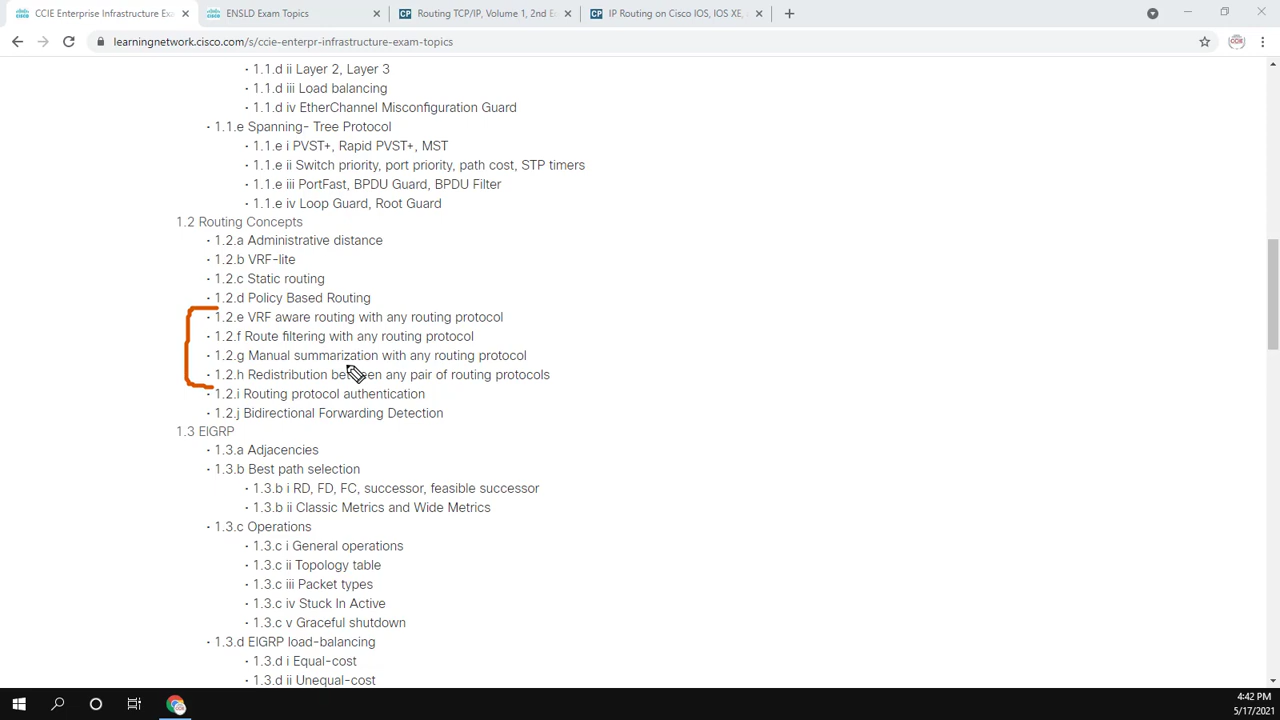 CCIE Enterprise Infrastructure Exa
ENSLD Exam Topics
Routing TCP/IP, Volume 1, 2nd E
IP Routing on Cisco IOS, IOS XE,
learningnetwork.cisco.com/s/ccie-enterpr-infrastructure-exam-topics
• 1.1.d ii Layer 2, Layer 3
• 1.1.d iii Load balancing
• 1.1.d iv EtherChannel Misconfiguration Guard
• 1.1.e Spanning- Tree Protocol
• 1.1.e i PVST+, Rapid PVST+, MST
• 1.1.e ii Switch priority, port priority, path cost, STP timers
• 1.1.e iii PortFast, BPDU Guard, BPDU Filter
• 1.1.e iv Loop Guard, Root Guard
1.2 Routing Concepts
• 1.2.a Administrative distance
• 1.2.b VRF-lite
• 1.2.c Static routing
• 1.2.d Policy Based Routing
• 1.2.e VRF aware routing with any routing protocol
• 1.2.f Route filtering with any routing protocol
• 1.2.g Manual summarization with any routing protocol
• 1.2.h Redistribution between any pair of routing protocols
• 1.2.i Routing protocol authentication
• 1.2.j Bidirectional Forwarding Detection
1.3 EIGRP
• 1.3.a Adjacencies
• 1.3.b Best path selection
• 1.3.b i RD, FD, FC, successor, feasible successor
• 1.3.b ii Classic Metrics and Wide Metrics
• 1.3.c Operations
• 1.3.c i General operations
• 1.3.c ii Topology table
• 1.3.c iii Packet types
• 1.3.c iv Stuck In Active
• 1.3.c v Graceful shutdown
• 1.3.d EIGRP load-balancing
• 1.3.d i Equal-cost
• 1.3.d ii Unequal-cost
4:42 PM
5/17/2021